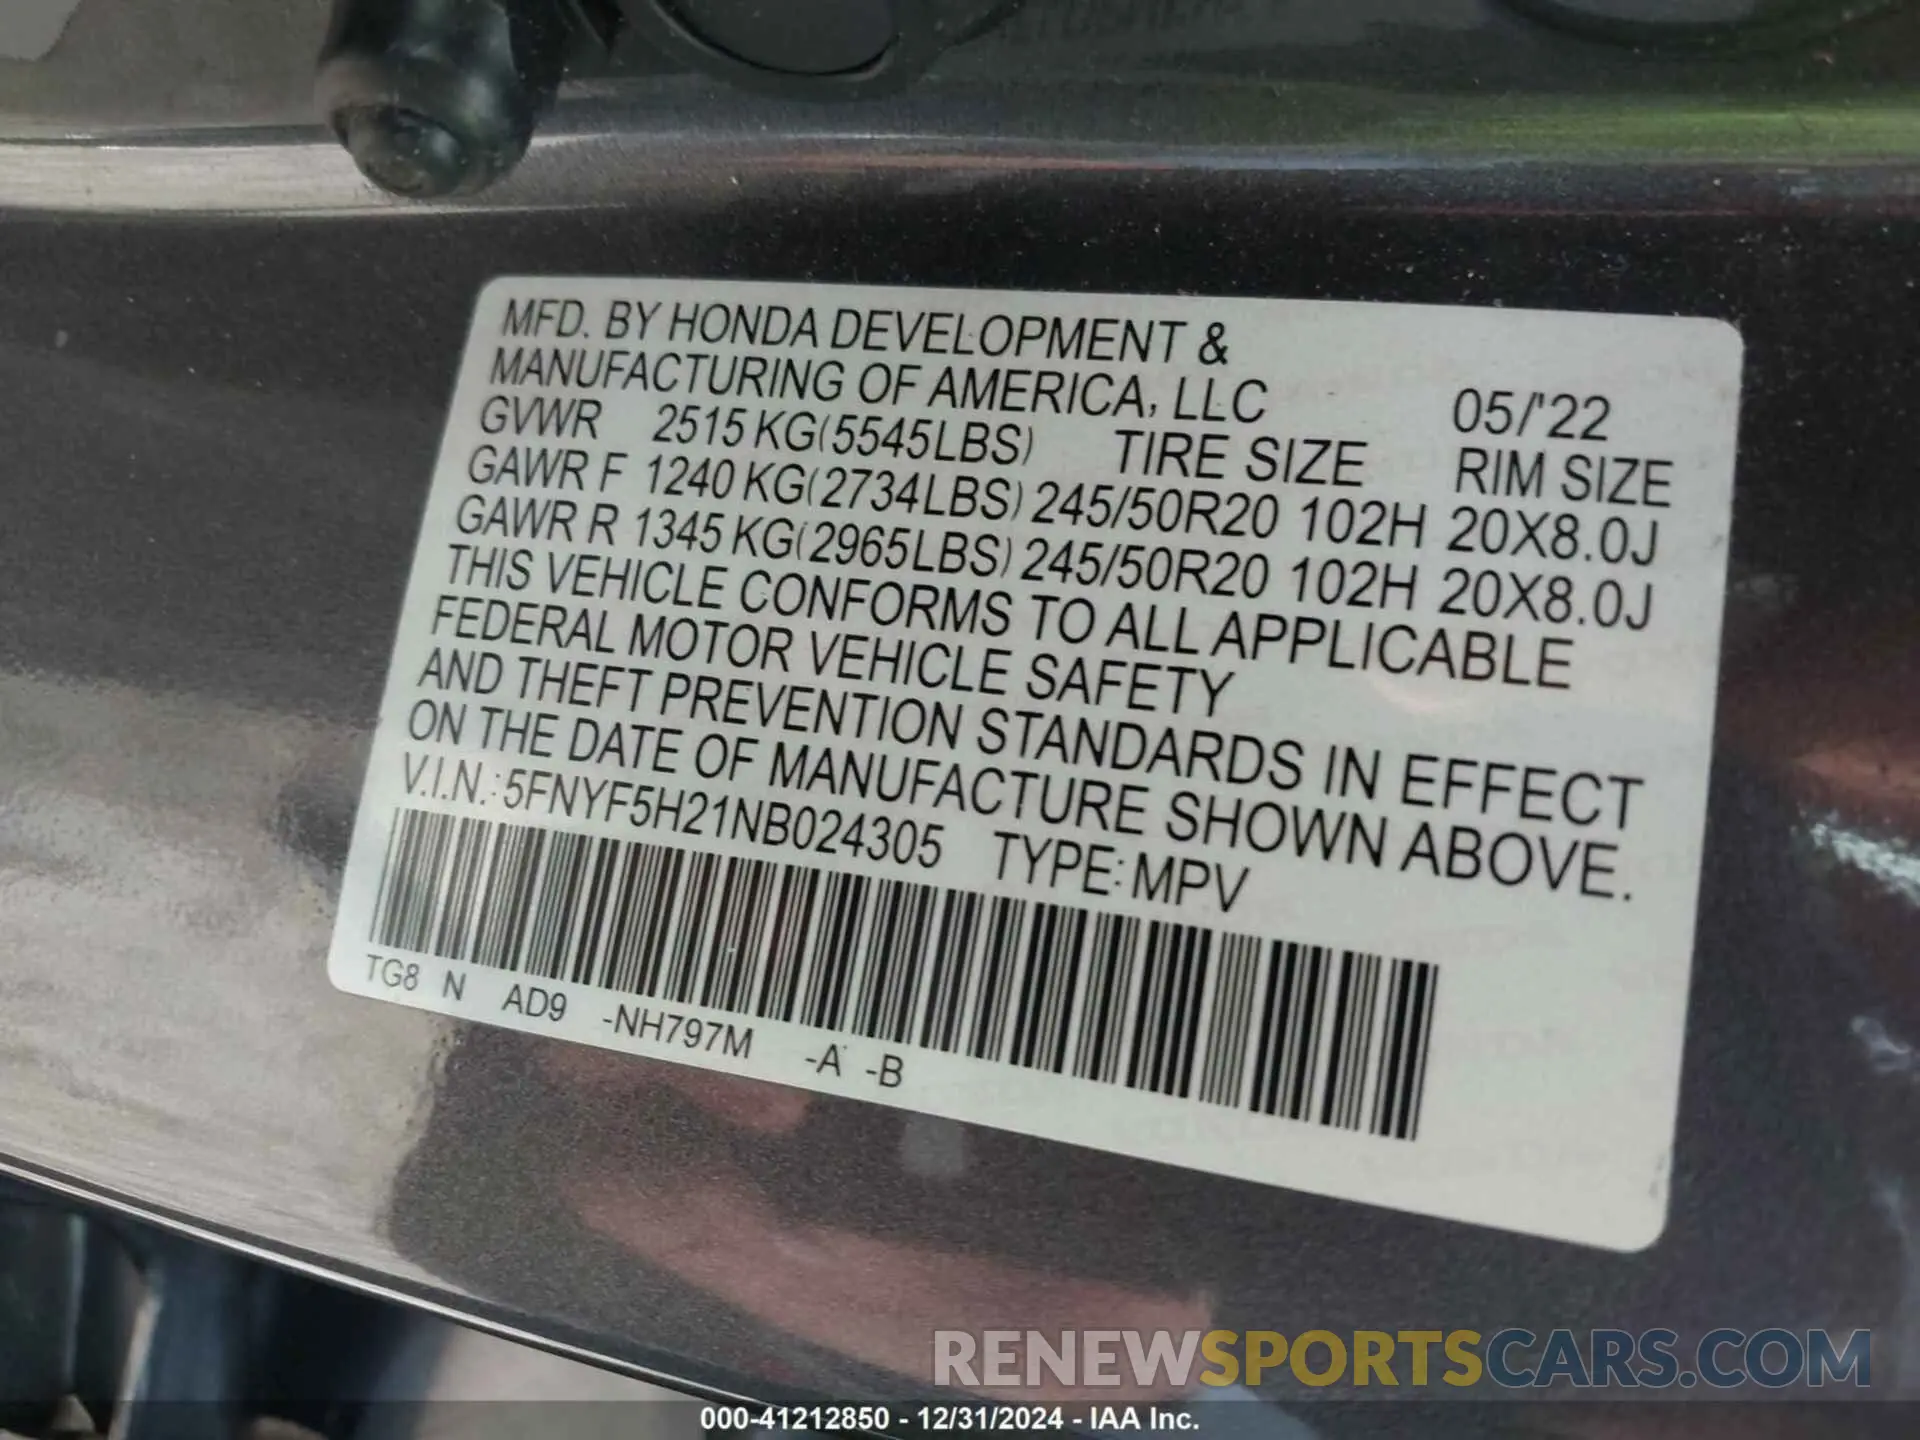 MFD. BY HONDA DEVELOPMENT &
MANUFACTURING OF AMERICA, LLC 05/'22
GVWR 2515 KG(5545LBS) TIRE SIZE RIM SIZE
GAWR F 1240 KG(2734LBS) 245/50R20 102H 20X8.0J
GAWR R 1345 KG(2965LBS) 245/50R20 102H 20X8.0J
THIS VEHICLE CONFORMS TO ALL APPLICABLE
FEDERAL MOTOR VEHICLE SAFETY
AND THEFT PREVENTION STANDARDS IN EFFECT
ON THE DATE OF MANUFACTURE SHOWN ABOVE.
V.I.N.: 5FNYF5H21NB024305 TYPE: MPV
TG8 N AD9 -NH797M -A -B
RENEWSPORTSCARS.COM
000-41212850 - 12/31/2024 - IAA Inc.